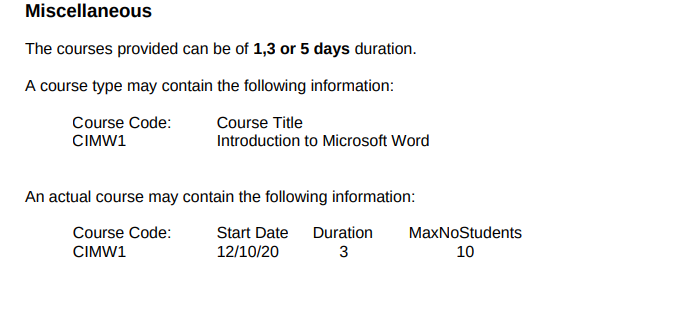 Miscellaneous
The courses provided can be of 1,3 or 5 days duration.
A course type may contain the following information:
Course Code: Course Title
CIMW1 Introduction to Microsoft Word
An actual course may contain the following information:
Course Code: Start Date Duration MaxNoStudents
CIMW1 12/10/20 3 10